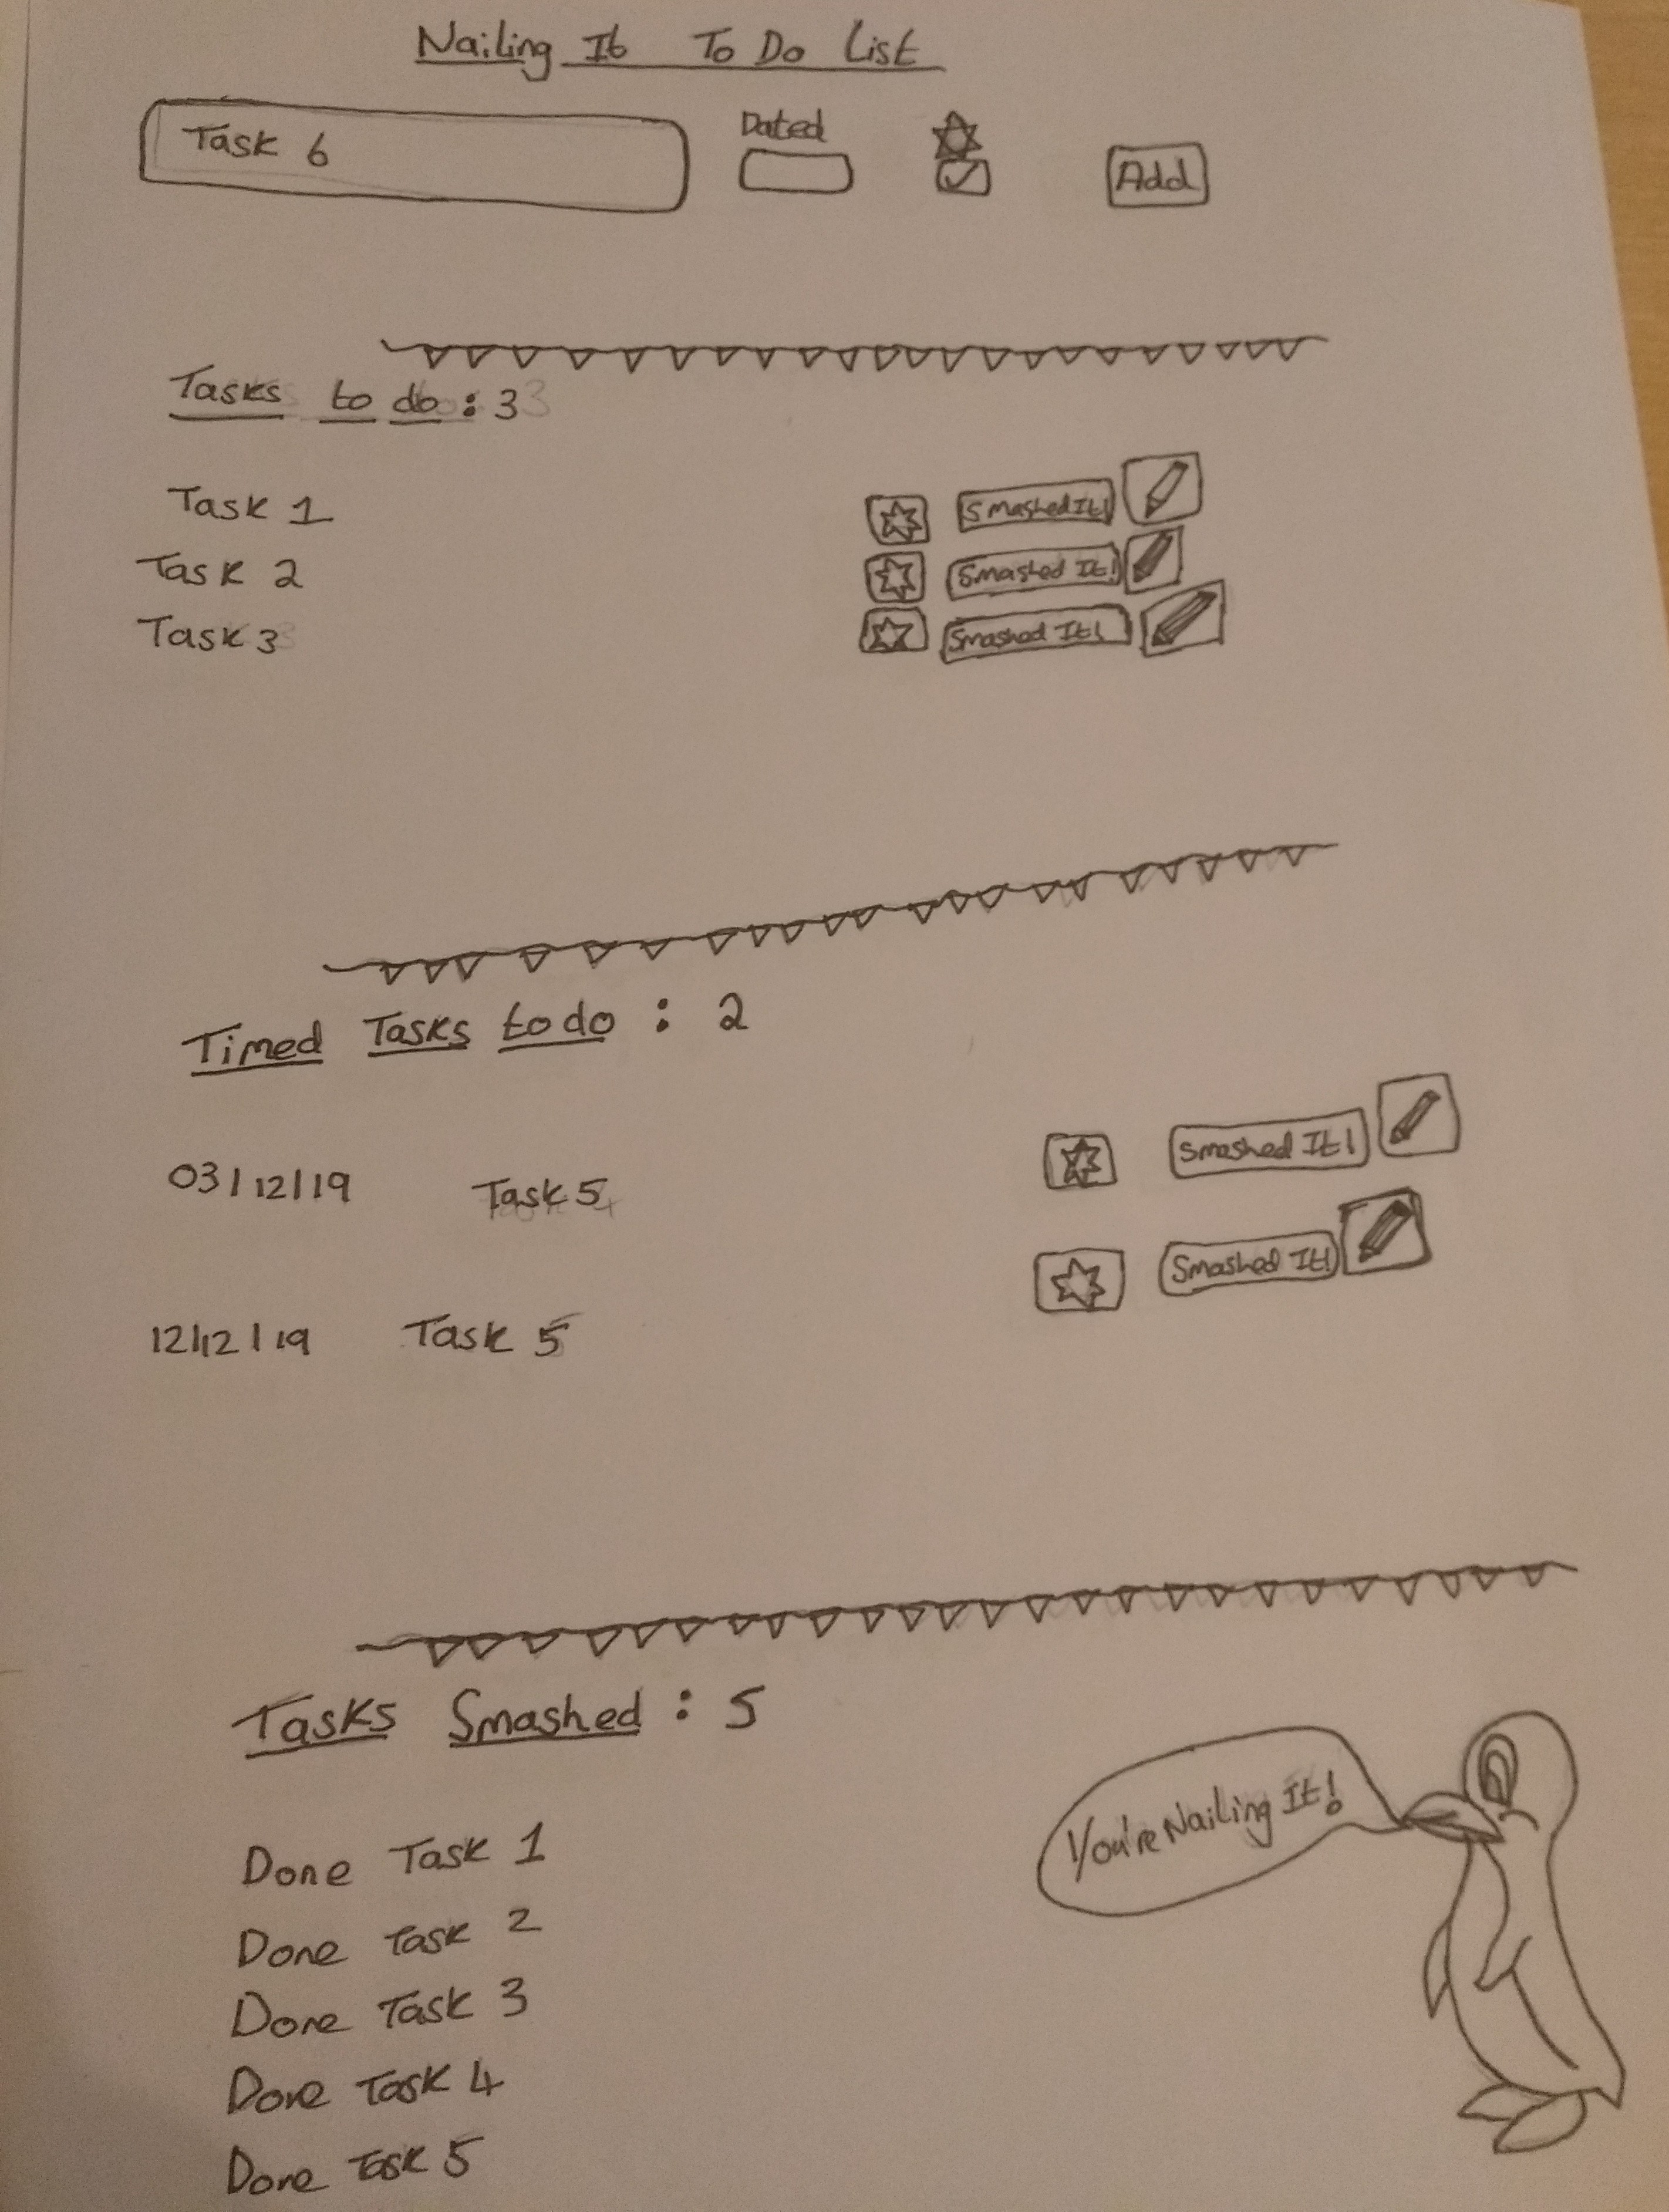 Nailing It To Do List
Task 6
Dated
Add
Tasks to do : 3
Task 1 Smashed It!
Task 2 Smashed It!
Task 3 Smashed It!
Timed Tasks to do : 2
03/12/19 Task 5 Smashed It!
12/12/19 Task 5 Smashed It!
Tasks Smashed : 5
You're Nailing It!
Done Task 1
Done Task 2
Done Task 3
Done Task 4
Done Task 5